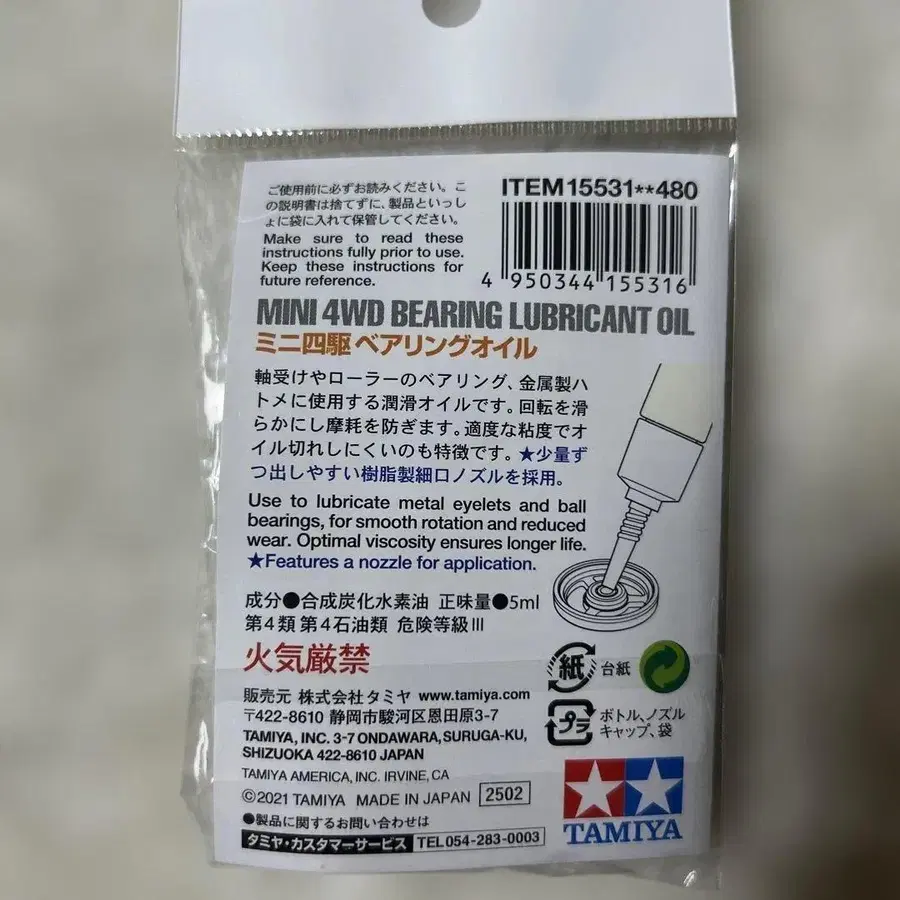 ご使用前に必ずお読みください。こ
の説明書は捨てずに、製品といっし
ょに袋に入れて保管してください。
Make sure to read these
instructions fully prior to use.
Keep these instructions for
future reference.
ITEM 15531**480
4 950344 155316
MINI 4WD BEARING LUBRICANT OIL
ミニ四駆 ベアリングオイル
軸受けやローラーのベアリング、金属製ハ
トメに使用する潤滑オイルです。回転を滑
らかにし摩耗を防ぎます。適度な粘度でオ
イル切れしにくいのも特徴です。★少量ず
つ出しやすい樹脂製細口ノズルを採用。
Use to lubricate metal eyelets and ball
bearings, for smooth rotation and reduced
wear. Optimal viscosity ensures longer life.
★Features a nozzle for application.
成分●合成炭化水素油 正味量●5ml
第4類 第4石油類 危険等級III
火気厳禁
紙 台紙
プラ ボトル、ノズル
キャップ、袋
販売元 株式会社タミヤ www.tamiya.com
〒422-8610 静岡市駿河区恩田原3-7
TAMIYA, INC. 3-7 ONDAWARA, SURUGA-KU,
SHIZUOKA 422-8610 JAPAN
TAMIYA AMERICA, INC. IRVINE, CA
©2021 TAMIYA MADE IN JAPAN 2502
●製品に関するお問い合わせは
タミヤ・カスタマーサービス TEL 054-283-0003
TAMIYA